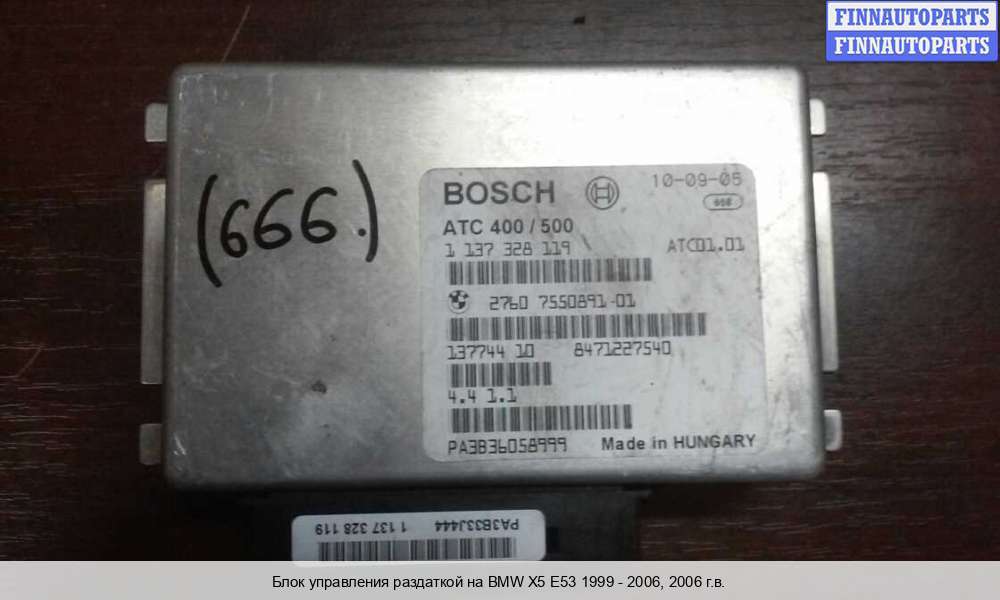 FINNAUTOPARTS
FINNAUTOPARTS
(666.)
BOSCH
10-09-05
668
ATC 400 / 500
1 137 328 119
ATC01.01
2760 7550891-01
137744 10 8471227540
4.4 1.1
PA3B36058999
Made in HUNGARY
PA3B33J444 1 137 328 119
Блок управления раздаткой на BMW X5 E53 1999 - 2006, 2006 г.в.